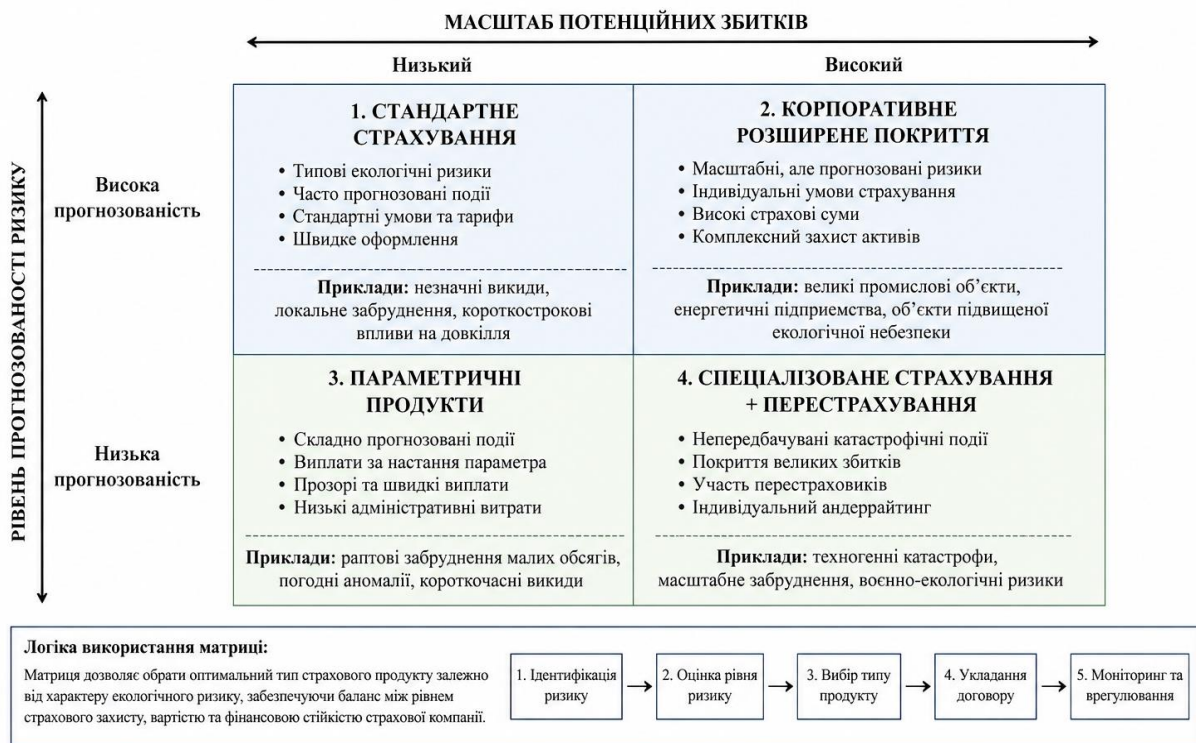 МАСШТАБ ПОТЕНЦІЙНИХ ЗБИТКІВ
Низький
Високий
РІВЕНЬ ПРОГНОЗОВАНОСТІ РИЗИКУ
Висока
прогнозованість
1. СТАНДАРТНЕ
СТРАХУВАННЯ
• Типові екологічні ризики
• Часто прогнозовані події
• Стандартні умови та тарифи
• Швидке оформлення
Приклади: незначні викиди,
локальне забруднення, короткострокові
впливи на довкілля
2. КОРПОРАТИВНЕ
РОЗШИРЕНЕ ПОКРИТТЯ
• Масштабні, але прогнозовані ризики
• Індивідуальні умови страхування
• Високі страхові суми
• Комплексний захист активів
Приклади: великі промислові об’єкти,
енергетичні підприємства, об’єкти підвищеної
екологічної небезпеки
Низька
прогнозованість
3. ПАРАМЕТРИЧНІ
ПРОДУКТИ
• Складно прогнозовані події
• Виплати за настання параметра
• Прозорі та швидкі виплати
• Низькі адміністративні витрати
Приклади: раптові забруднення малих обсягів,
погодні аномалії, короткочасні викиди
4. СПЕЦІАЛІЗОВАНЕ СТРАХУВАННЯ
+ ПЕРЕСТРАХУВАННЯ
• Непередбачувані катастрофічні події
• Покриття великих збитків
• Участь перестраховиків
• Індивідуальний андеррайтинг
Приклади: техногенні катастрофи,
масштабне забруднення, воєнно-екологічні ризики
Логіка використання матриці:
Матриця дозволяє обрати оптимальний тип страхового продукту залежно
від характеру екологічного ризику, забезпечуючи баланс між рівнем
страхового захисту, вартістю та фінансовою стійкістю страхової компанії.
1. Ідентифікація
ризику
2. Оцінка рівня
ризику
3. Вибір типу
продукту
4. Укладання
договору
5. Моніторинг та
врегулювання